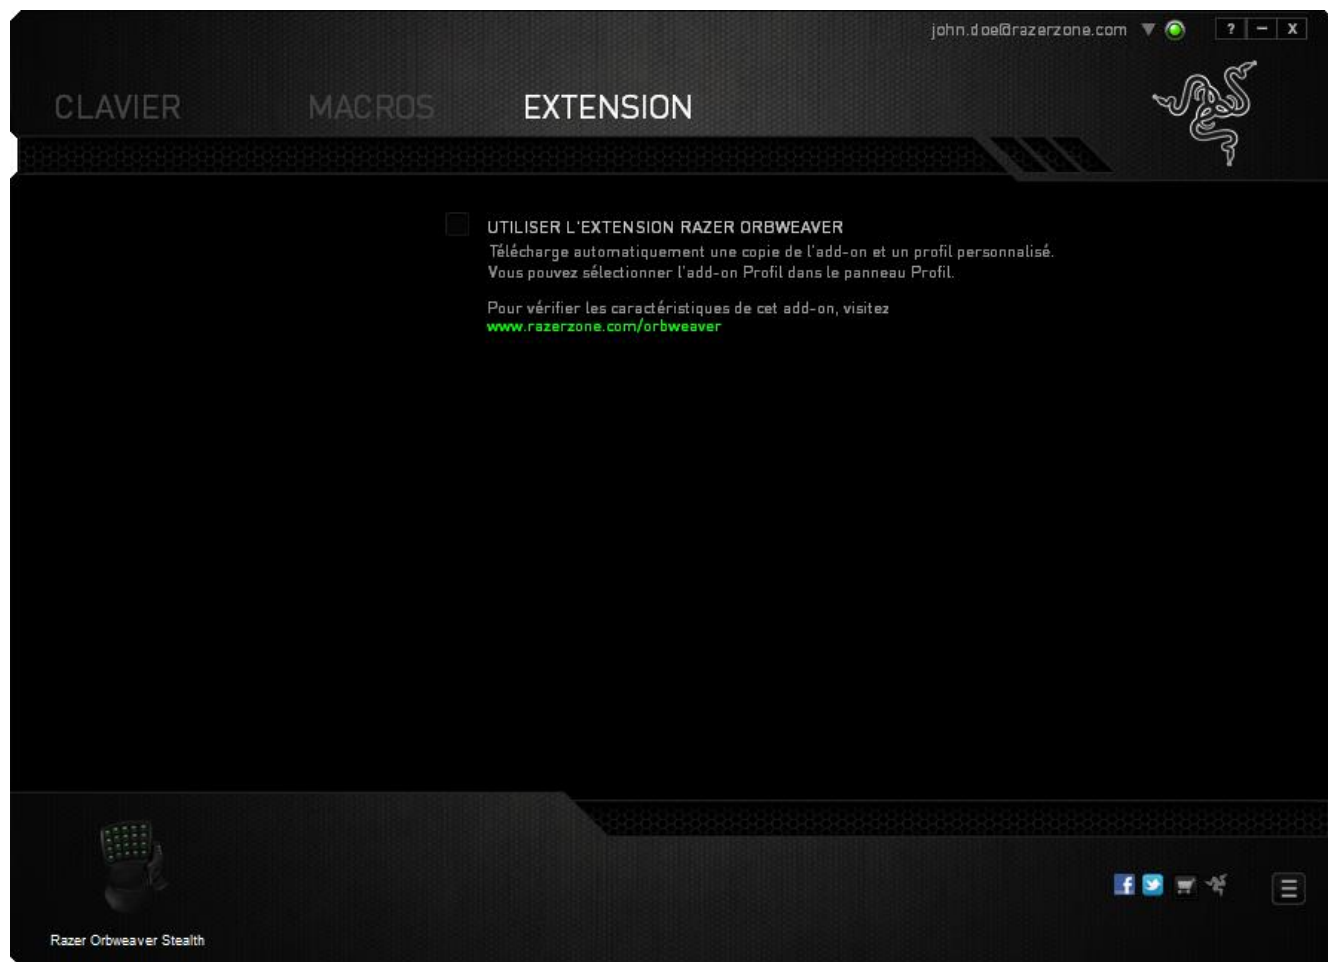 john.doe@razerzone.com
? – X
CLAVIER MACROS EXTENSION
UTILISER L'EXTENSION RAZER ORBWEAVER
Télécharge automatiquement une copie de l'add-on et un profil personnalisé.
Vous pouvez sélectionner l'add-on Profil dans le panneau Profil.
Pour vérifier les caractéristiques de cet add-on, visitez
www.razerzone.com/orbweaver
Razer Orbweaver Stealth